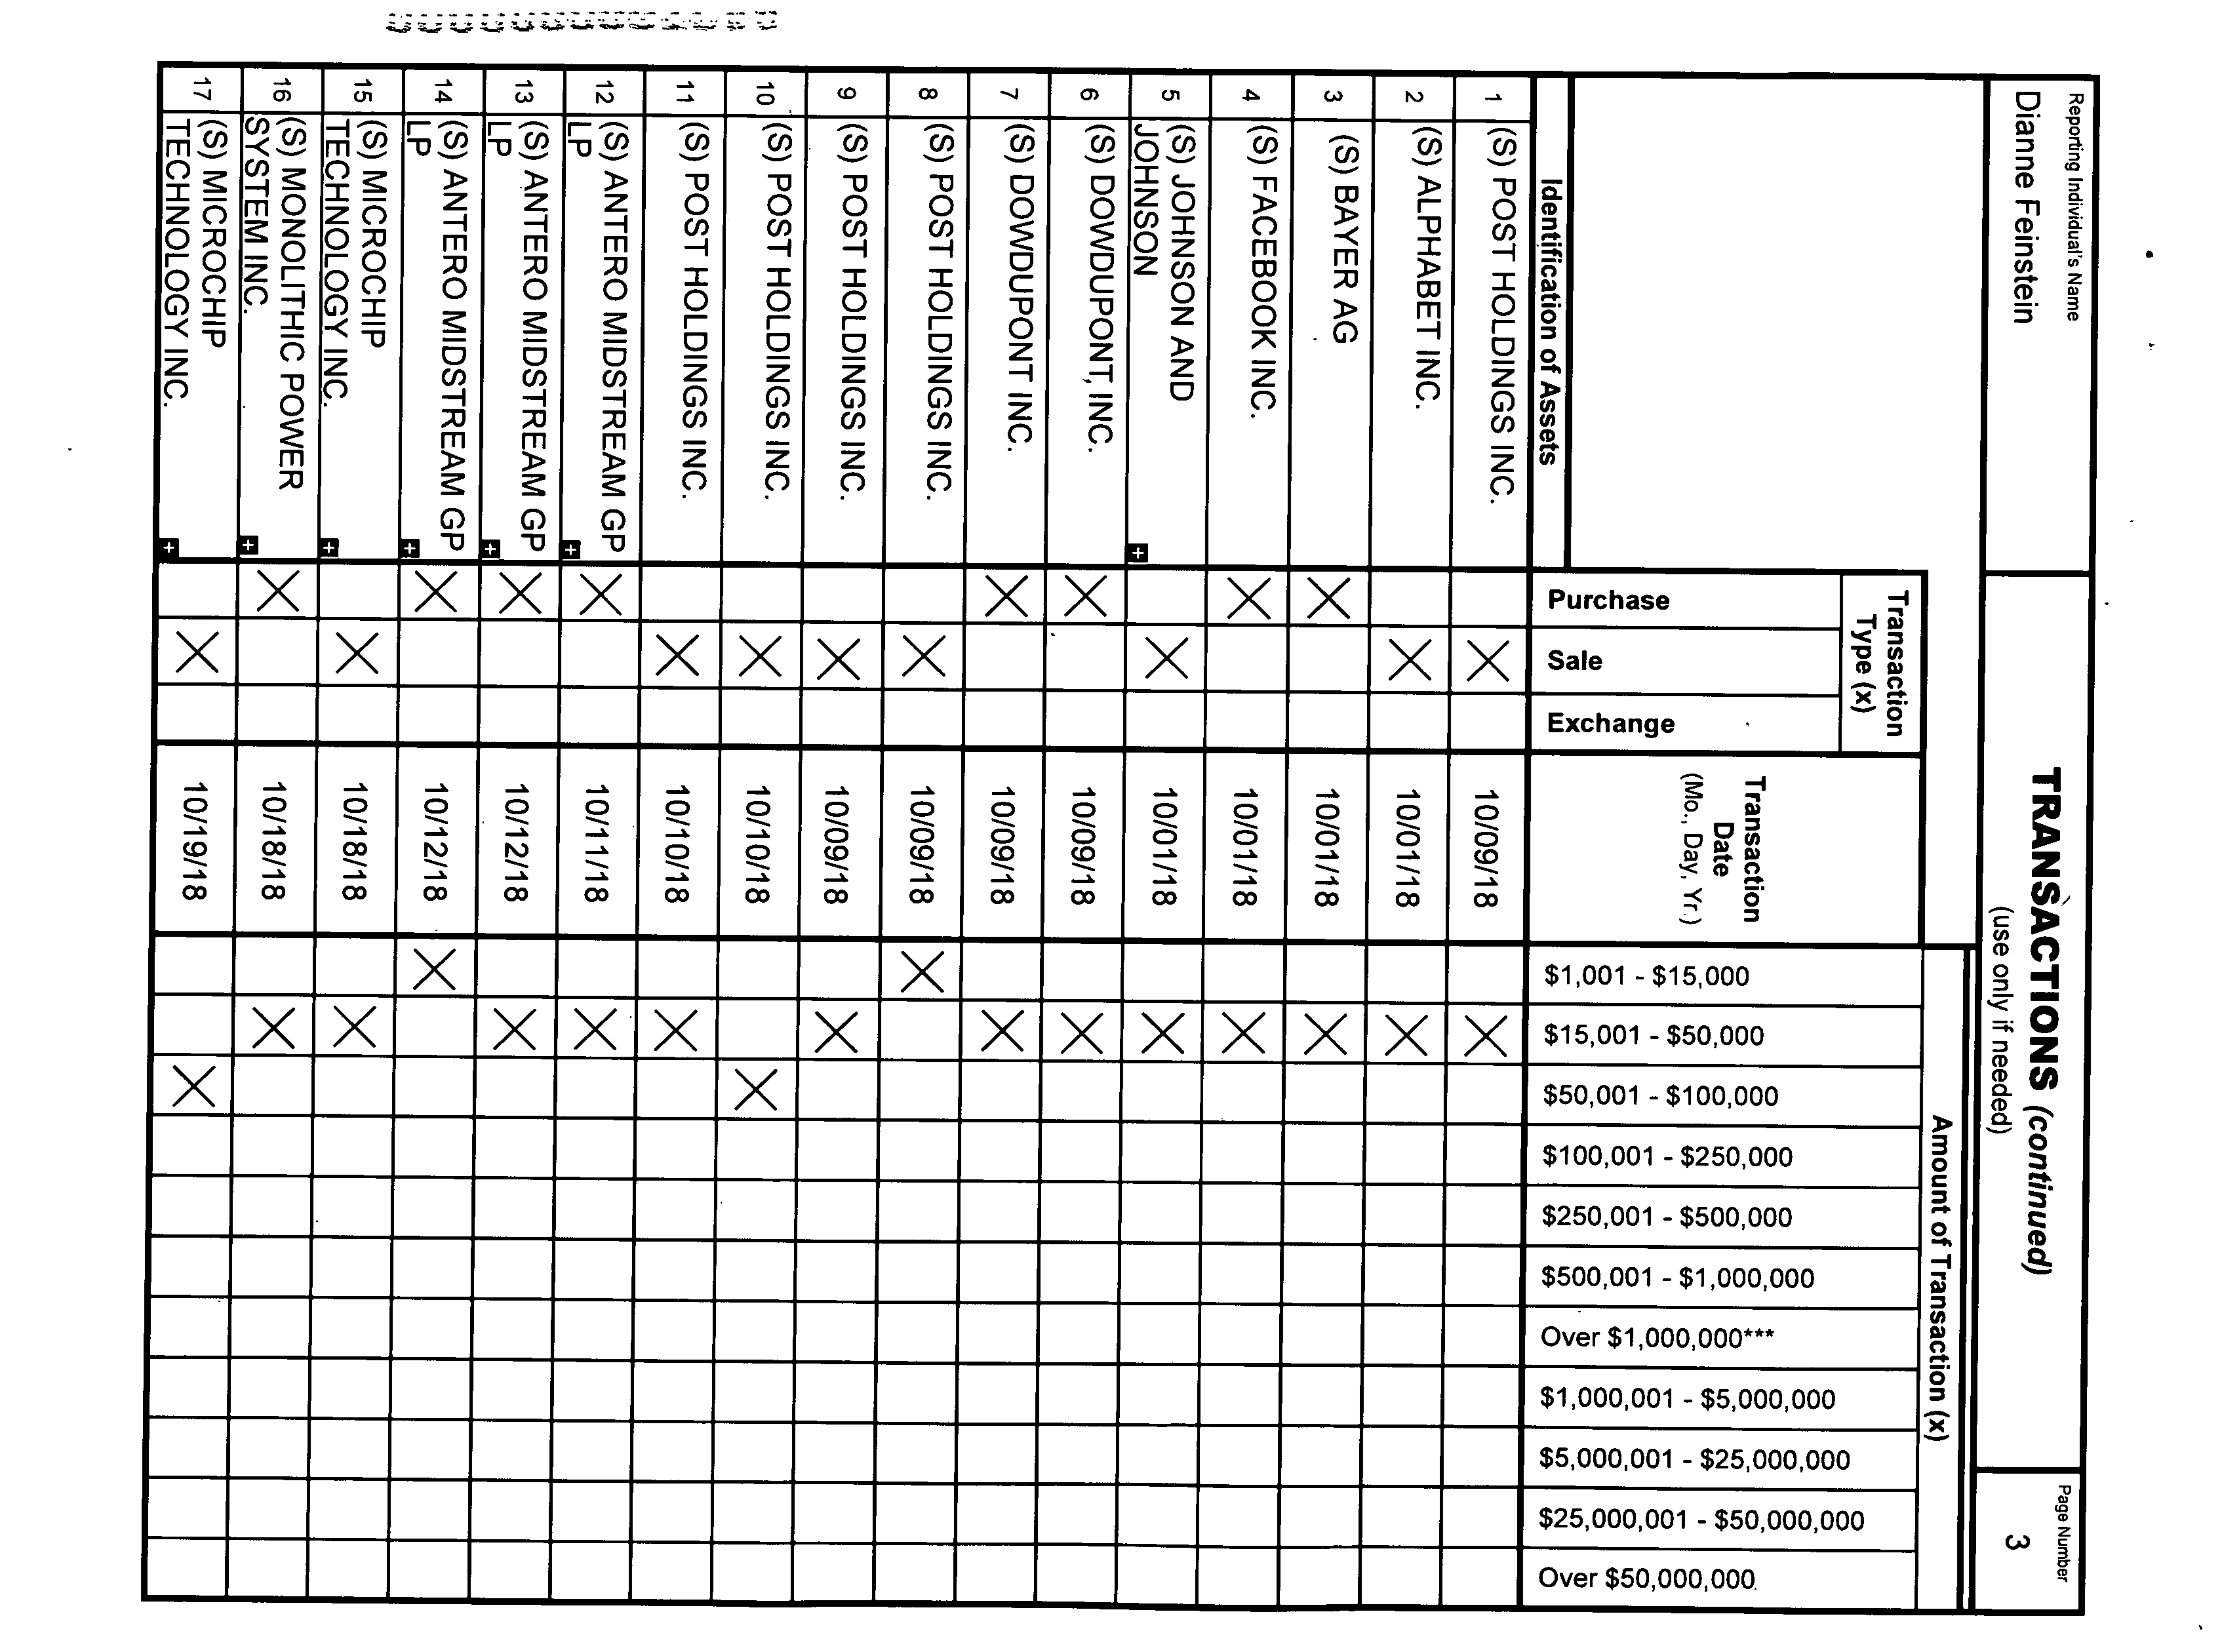 Reporting Individual's Name
Dianne Feinstein
TRANSACTIONS (continued)
(use only if needed)
Page Number
3
Identification of Assets
Transaction
Type (x)
Purchase
Sale
Exchange
Transaction
Date
(Mo., Day, Yr.)
Amount of Transaction (x)
$1,001 - $15,000
$15,001 - $50,000
$50,001 - $100,000
$100,001 - $250,000
$250,001 - $500,000
$500,001 - $1,000,000
Over $1,000,000***
$1,000,001 - $5,000,000
$5,000,001 - $25,000,000
$25,000,001 - $50,000,000
Over $50,000,000
1 (S) POST HOLDINGS INC. X 10/09/18 X
2 (S) ALPHABET INC. X 10/01/18 X
3 (S) BAYER AG X 10/01/18 X
4 (S) FACEBOOK INC. X 10/01/18 X
5 (S) JOHNSON AND
JOHNSON X 10/01/18 X
6 (S) DOWDUPONT, INC. X 10/09/18 X
7 (S) DOWDUPONT INC. X 10/09/18 X
8 (S) POST HOLDINGS INC. X 10/09/18 X
9 (S) POST HOLDINGS INC. X 10/09/18 X
10 (S) POST HOLDINGS INC. X 10/10/18 X
11 (S) POST HOLDINGS INC. X 10/10/18 X
12 (S) ANTERO MIDSTREAM GP
LP X 10/11/18 X
13 (S) ANTERO MIDSTREAM GP
LP X 10/12/18 X
14 (S) ANTERO MIDSTREAM GP
LP X 10/12/18 X
15 (S) MICROCHIP
TECHNOLOGY INC. X 10/18/18 X
16 (S) MONOLITHIC POWER
SYSTEM INC. X 10/18/18 X
17 (S) MICROCHIP
TECHNOLOGY INC. X 10/19/18 X